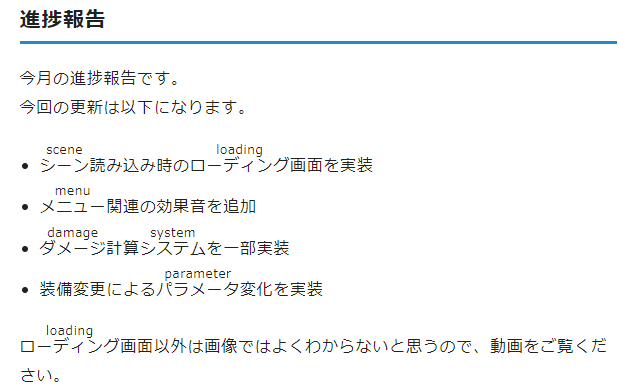 進捗報告
今月の進捗報告です。
今回の更新は以下になります。
scene loading
• シーン読み込み時のローディング画面を実装
menu
• メニュー関連の効果音を追加
damage system
• ダメージ計算システムを一部実装
parameter
• 装備変更によるパラメータ変化を実装
loading
ローディング画面以外は画像ではよくわからないと思うので、動画をご覧くだ
さい。